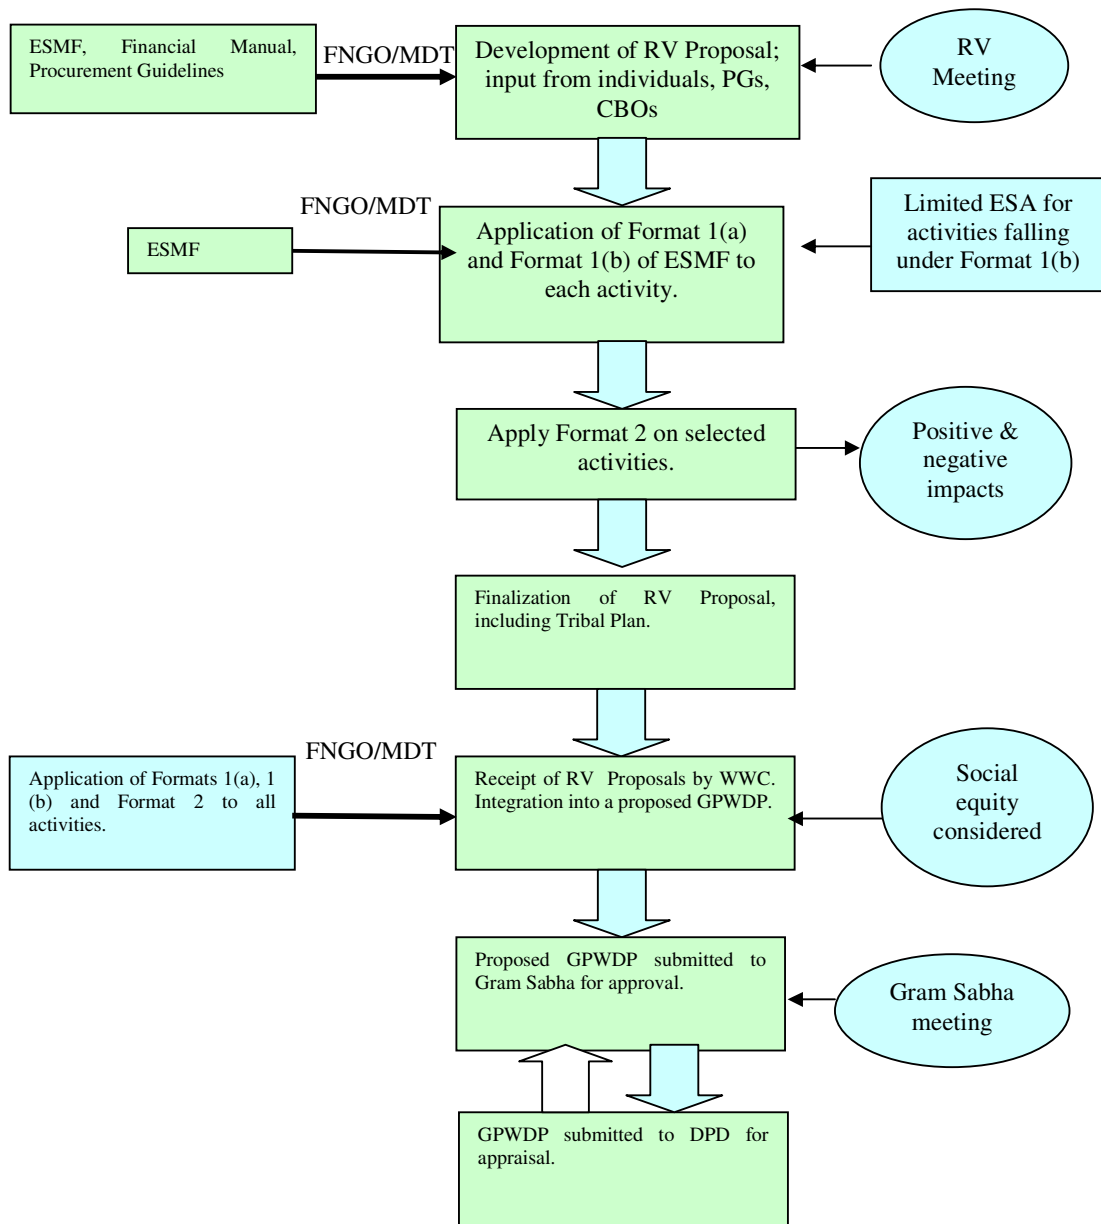 ESMF, Financial Manual,
Procurement Guidelines
FNGO/MDT
Development of RV Proposal;
input from individuals, PGs,
CBOs
RV
Meeting
FNGO/MDT
ESMF
Application of Format 1(a)
and Format 1(b) of ESMF to
each activity.
Limited ESA for
activities falling
under Format 1(b)
Apply Format 2 on selected
activities.
Positive &
negative
impacts
Finalization of RV Proposal,
including Tribal Plan.
FNGO/MDT
Application of Formats 1(a), 1
(b) and Format 2 to all
activities.
Receipt of RV Proposals by WWC.
Integration into a proposed GPWDP.
Social
equity
considered
Proposed GPWDP submitted to
Gram Sabha for approval.
Gram Sabha
meeting
GPWDP submitted to DPD for
appraisal.